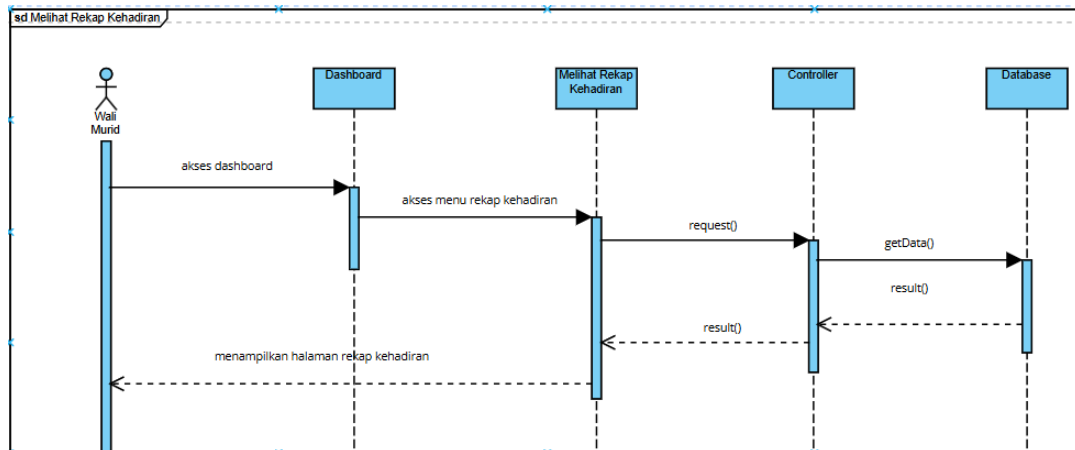 sd Melihat Rekap Kehadiran
Dashboard
Melihat Rekap
Kehadiran
Controller
Database
Wali
Murid
akses dashboard
akses menu rekap kehadiran
request()
getData()
result()
result()
menampilkan halaman rekap kehadiran